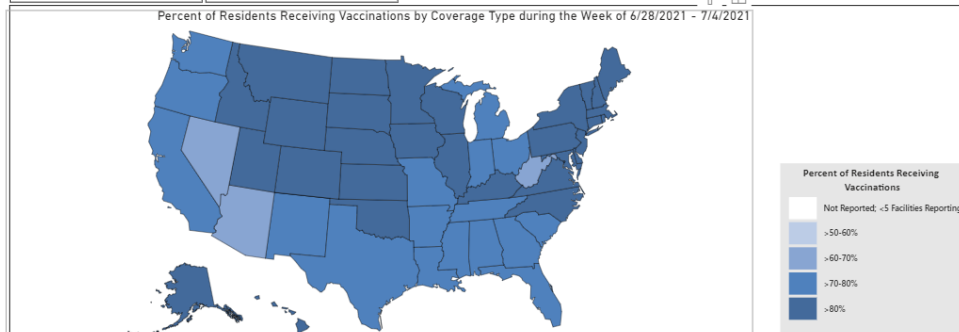 Percent of Residents Receiving Vaccinations by Coverage Type during the Week of 6/28/2021 - 7/4/2021
Percent of Residents Receiving
Vaccinations
Not Reported; <5 Facilities Reporting
>50-60%
>60-70%
>70-80%
>80%